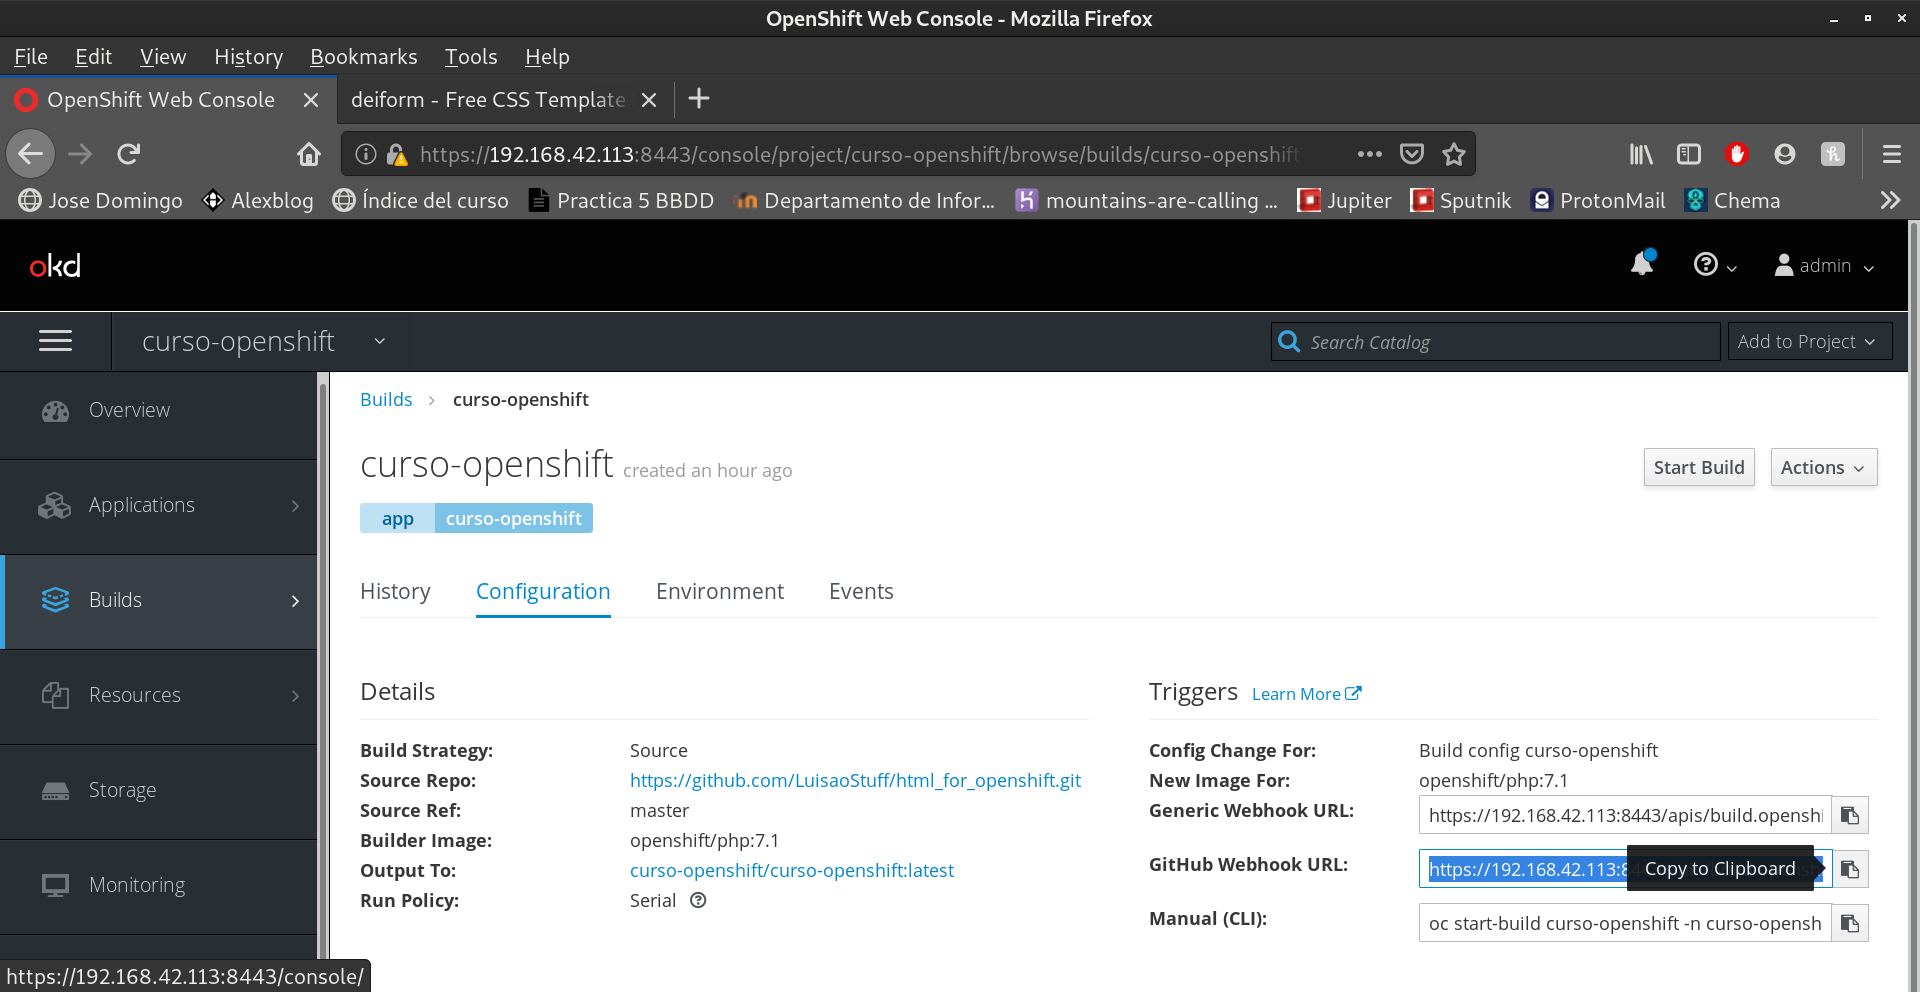 OpenShift Web Console - Mozilla Firefox
File Edit View History Bookmarks Tools Help
OpenShift Web Console
deiform - Free CSS Template
https://192.168.42.113:8443/console/project/curso-openshift/browse/builds/curso-openshift
Jose Domingo
Alexblog
Índice del curso
Practica 5 BBDD
Departamento de Infor...
mountains-are-calling ...
Jupiter
Sputnik
ProtonMail
Chema
okd
admin
curso-openshift
Search Catalog
Add to Project
Overview
Applications
Builds
Resources
Storage
Monitoring
Builds > curso-openshift
curso-openshift created an hour ago
Start Build
Actions
app curso-openshift
History Configuration Environment Events
Details
Build Strategy: Source
Source Repo: https://github.com/LuisaoStuff/html_for_openshift.git
Source Ref: master
Builder Image: openshift/php:7.1
Output To: curso-openshift/curso-openshift:latest
Run Policy: Serial
Triggers Learn More
Config Change For: Build config curso-openshift
New Image For: openshift/php:7.1
Generic Webhook URL: https://192.168.42.113:8443/apis/build.openshi
GitHub Webhook URL: https://192.168.42.113:8
Copy to Clipboard
Manual (CLI): oc start-build curso-openshift -n curso-opensh
https://192.168.42.113:8443/console/